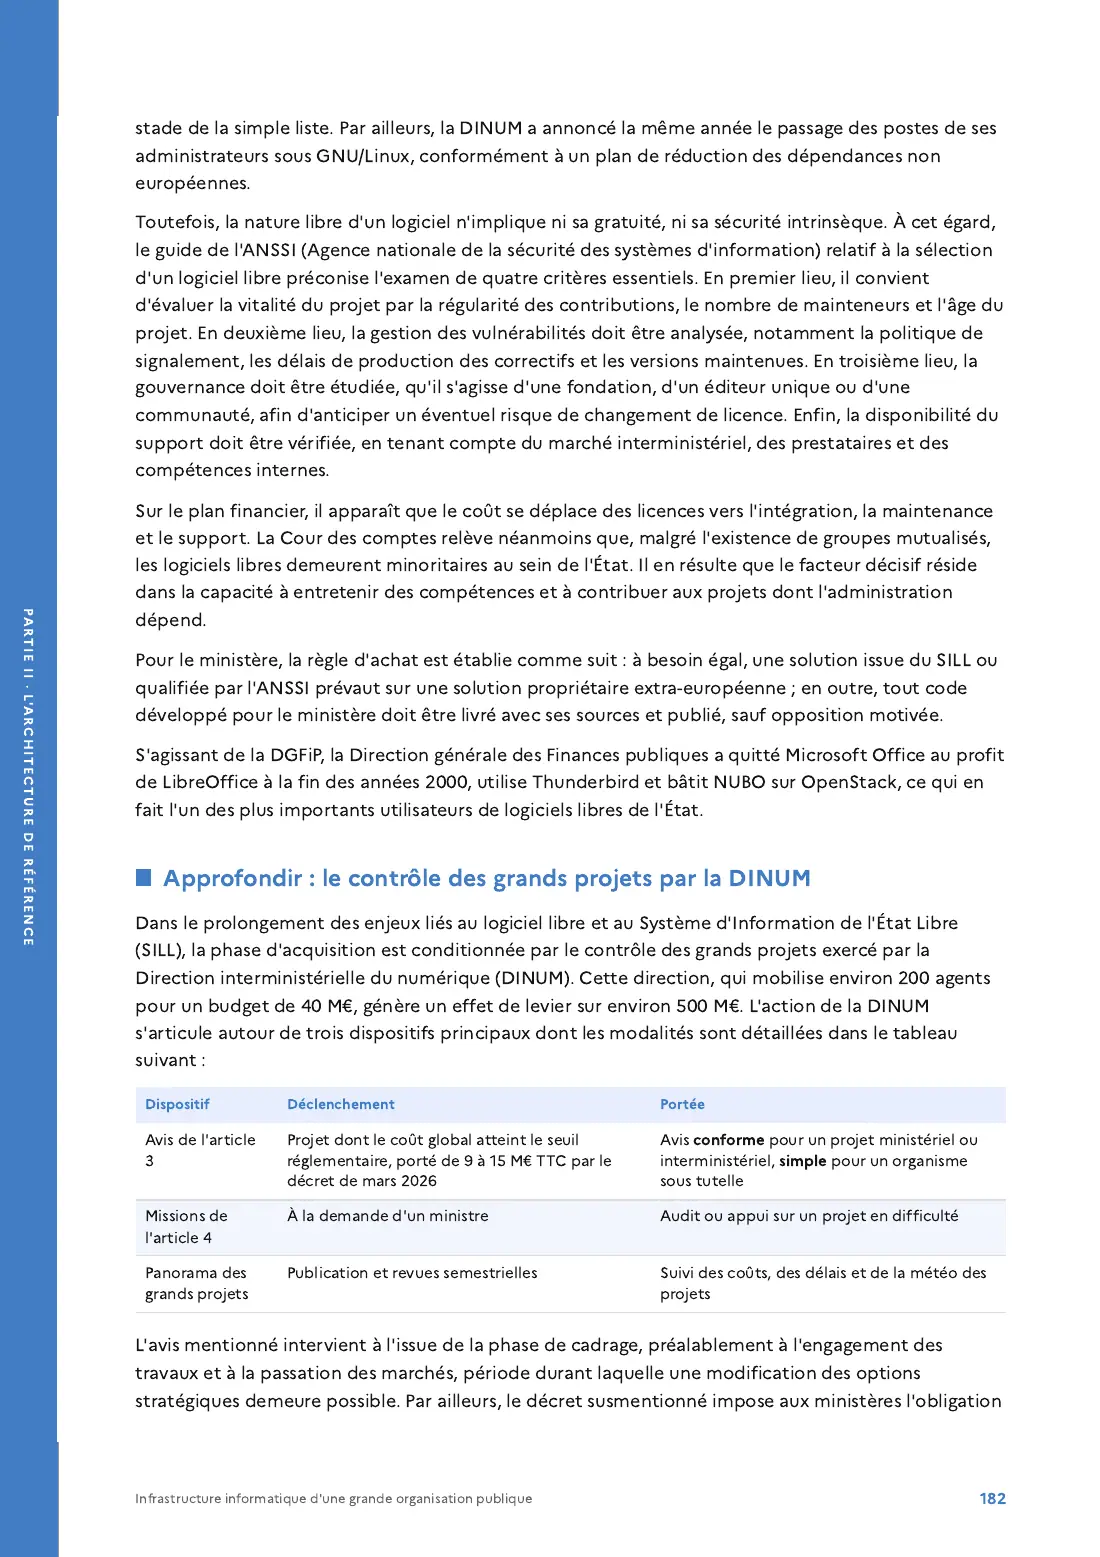 stade de la simple liste. Par ailleurs, la DINUM a annoncé la même année le passage des postes de ses
administrateurs sous GNU/Linux, conformément à un plan de réduction des dépendances non
européennes.
Toutefois, la nature libre d'un logiciel n'implique ni sa gratuité, ni sa sécurité intrinsèque. À cet égard,
le guide de l'ANSSI (Agence nationale de la sécurité des systèmes d'information) relatif à la sélection
d'un logiciel libre préconise l'examen de quatre critères essentiels. En premier lieu, il convient
d'évaluer la vitalité du projet par la régularité des contributions, le nombre de mainteneurs et l'âge du
projet. En deuxième lieu, la gestion des vulnérabilités doit être analysée, notamment la politique de
signalement, les délais de production des correctifs et les versions maintenues. En troisième lieu, la
gouvernance doit être étudiée, qu'il s'agisse d'une fondation, d'un éditeur unique ou d'une
communauté, afin d'anticiper un éventuel risque de changement de licence. Enfin, la disponibilité du
support doit être vérifiée, en tenant compte du marché interministériel, des prestataires et des
compétences internes.
Sur le plan financier, il apparaît que le coût se déplace des licences vers l'intégration, la maintenance
et le support. La Cour des comptes relève néanmoins que, malgré l'existence de groupes mutualisés,
les logiciels libres demeurent minoritaires au sein de l'État. Il en résulte que le facteur décisif réside
dans la capacité à entretenir des compétences et à contribuer aux projets dont l'administration
dépend.
Pour le ministère, la règle d'achat est établie comme suit : à besoin égal, une solution issue du SILL ou
qualifiée par l'ANSSI prévaut sur une solution propriétaire extra-européenne ; en outre, tout code
développé pour le ministère doit être livré avec ses sources et publié, sauf opposition motivée.
S'agissant de la DGFiP, la Direction générale des Finances publiques a quitté Microsoft Office au profit
de LibreOffice à la fin des années 2000, utilise Thunderbird et bâtit NUBO sur OpenStack, ce qui en
fait l'un des plus importants utilisateurs de logiciels libres de l'État.
Approfondir : le contrôle des grands projets par la DINUM
Dans le prolongement des enjeux liés au logiciel libre et au Système d'Information de l'État Libre
(SILL), la phase d'acquisition est conditionnée par le contrôle des grands projets exercé par la
Direction interministérielle du numérique (DINUM). Cette direction, qui mobilise environ 200 agents
pour un budget de 40 M€, génère un effet de levier sur environ 500 M€. L'action de la DINUM
s'articule autour de trois dispositifs principaux dont les modalités sont détaillées dans le tableau
suivant :
Dispositif Déclenchement Portée
Avis de l'article Projet dont le coût global atteint le seuil Avis conforme pour un projet ministériel ou
3 réglementaire, porté de 9 à 15 M€ TTC par le interministériel, simple pour un organisme
décret de mars 2026 sous tutelle
Missions de À la demande d'un ministre Audit ou appui sur un projet en difficulté
l'article 4
Panorama des Publication et revues semestrielles Suivi des coûts, des délais et de la météo des
grands projets projets
L'avis mentionné intervient à l'issue de la phase de cadrage, préalablement à l'engagement des
travaux et à la passation des marchés, période durant laquelle une modification des options
stratégiques demeure possible. Par ailleurs, le décret susmentionné impose aux ministères l'obligation
PARTIE II · L'ARCHITECTURE DE RÉFÉRENCE
Infrastructure informatique d'une grande organisation publique 182